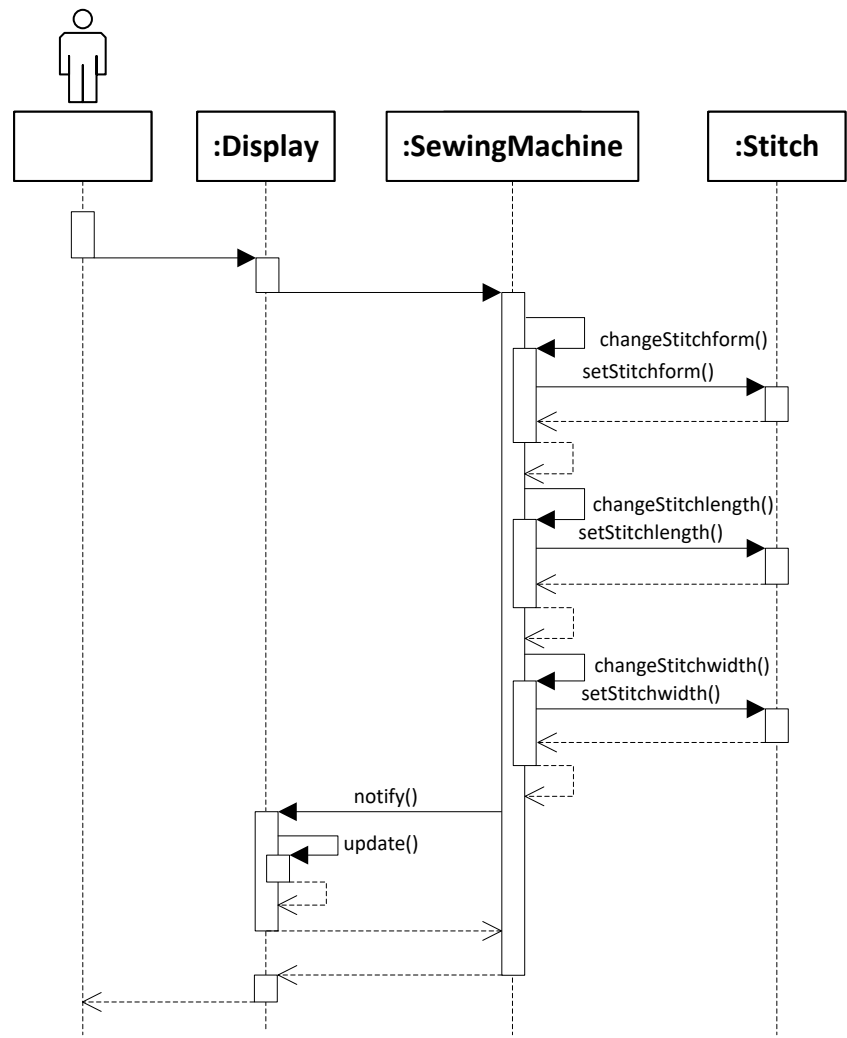 :Display
:SewingMachine
:Stitch
changeStitchform()
setStitchform()
changeStitchlength()
setStitchlength()
changeStitchwidth()
setStitchwidth()
notify()
update()